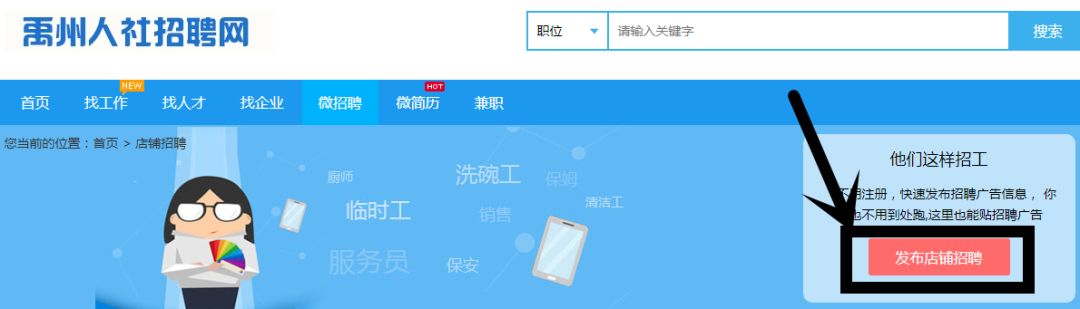 禹州人社招聘网
职位
请输入关键字
搜索
NEW
HOT
首页 找工作 找人才 找企业 微招聘 微简历 兼职
您当前的位置：首页 > 店铺招聘
厨师
洗碗工
保姆
临时工
销售
清洁工
服务员
保安
他们这样招工
不用注册，快速发布招聘广告信息， 你
也不用到处跑,这里也能贴招聘广告
发布店铺招聘